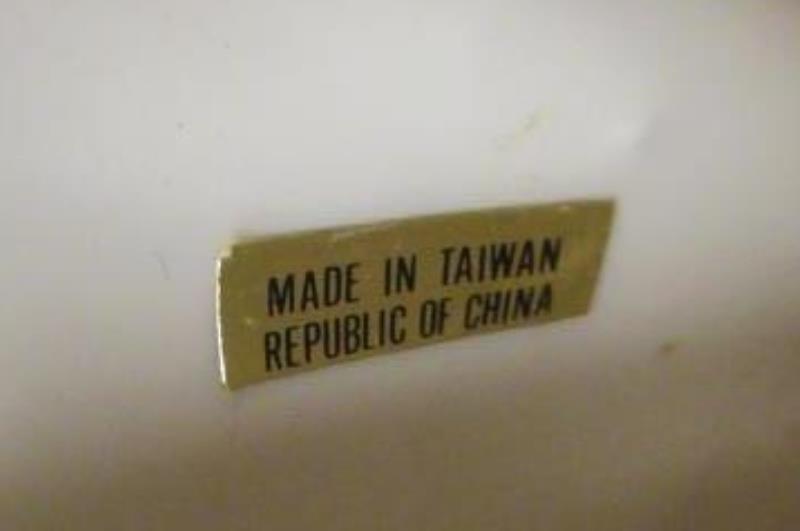 MADE IN TAIWAN
REPUBLIC OF CHINA